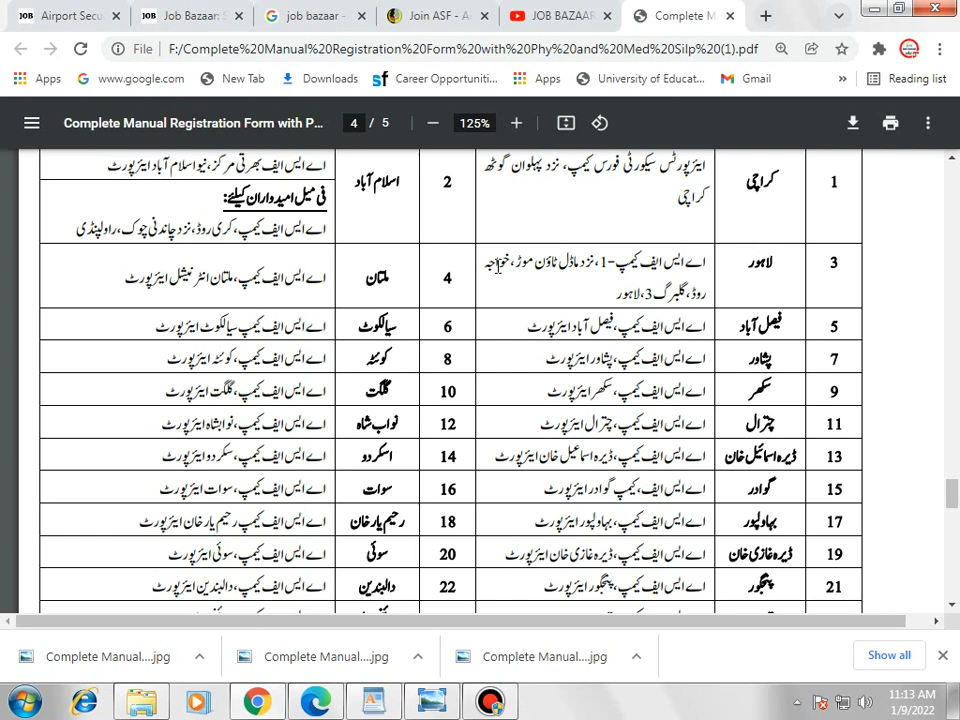 Airport Secu
Job Bazaar:
job bazaar -
Join ASF - A
JOB BAZAAR
Complete M
File F:/Complete%20Manual%20Registration%20Form%20with%20Phy%20and%20Med%20Silp%20(1).pdf
Apps www.google.com New Tab Downloads Career Opportuniti... Apps University of Educat... Gmail » Reading list
Complete Manual Registration Form with P... 4 / 5 125%
1 کراچی ایئرپورٹس سیکورٹی فورس کیمپ، نزد پہلوان گوٹھ
کراچی
2 اسلام آباد اے ایس ایف بھرتی مرکز، نیو اسلام آباد ایئرپورٹ
فی میل امیدواران کیلئے:
اے ایس ایف کیمپ، کری روڈ، نزد چاندنی چوک، راولپنڈی
3 لاہور اے ایس ایف کیمپ-1، نزد ماڈل ٹاؤن موڑ، خواجہ
روڈ، گلبرگ 3، لاہور
4 ملتان اے ایس ایف کیمپ، ملتان انٹرنیشنل ایئرپورٹ
5 فیصل آباد اے ایس ایف کیمپ، فیصل آباد ایئرپورٹ 6 سیالکوٹ اے ایس ایف کیمپ سیالکوٹ ایئرپورٹ
7 پشاور اے ایس ایف کیمپ، پشاور ایئرپورٹ 8 کوئٹہ اے ایس ایف کیمپ، کوئٹہ ایئرپورٹ
9 سکھر اے ایس ایف کیمپ، سکھر ایئرپورٹ 10 گلگت اے ایس ایف کیمپ، گلگت ایئرپورٹ
11 چترال اے ایس ایف کیمپ، چترال ایئرپورٹ 12 نواب شاہ اے ایس ایف کیمپ، نوابشاہ ایئرپورٹ
13 ڈیرہ اسمائیل خان اے ایس ایف کیمپ، ڈیرہ اسماعیل خان ایئرپورٹ 14 اسکردو اے ایس ایف کیمپ، سکردو ایئرپورٹ
15 گوادر اے ایس ایف، کیمپ گوادر ایئرپورٹ 16 سوات اے ایس ایف کیمپ، سوات ایئرپورٹ
17 بہاولپور اے ایس ایف کیمپ، بہاولپور ایئرپورٹ 18 رحیم یار خان اے ایس ایف کیمپ رحیم یار خان ایئرپورٹ
19 ڈیرہ غازی خان اے ایس ایف کیمپ، ڈیرہ غازی خان ایئرپورٹ 20 سوئی اے ایس ایف کیمپ، سوئی ایئرپورٹ
21 پنجگور اے ایس ایف کیمپ، پنجگور ایئرپورٹ 22 دالبندین اے ایس ایف کیمپ، دالبندین ایئرپورٹ
Complete Manual....jpg Complete Manual....jpg Complete Manual....jpg Show all
11:13 AM
1/9/2022